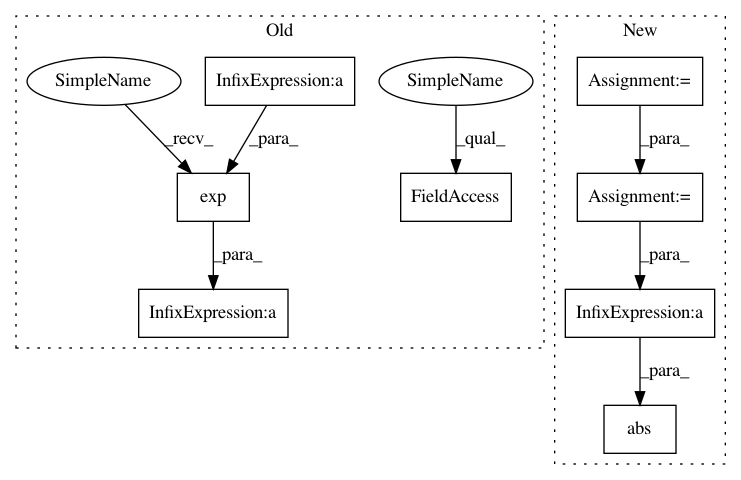 Old
New
SimpleName
InfixExpression:a
SimpleName
Assignment:=
_recv_
_para_
_qual_
_para_
exp
FieldAccess
Assignment:=
_para_
_para_
InfixExpression:a
InfixExpression:a
_para_
abs